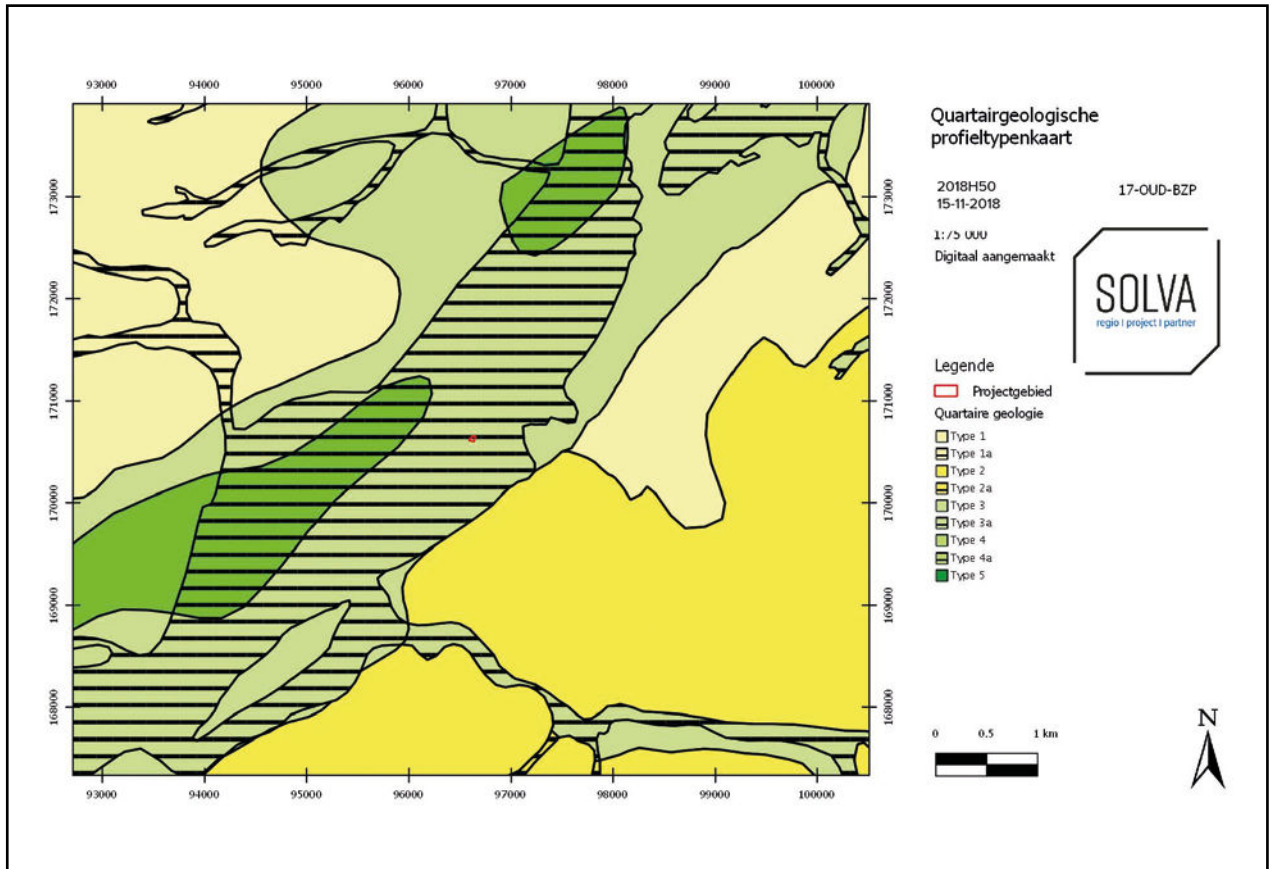 93000 94000 95000 96000 97000 98000 99000 100000
173000 173000
172000 172000
171000 171000
170000 170000
169000 169000
168000 168000
93000 94000 95000 96000 97000 98000 99000 100000
Quartairgeologische
profieltypenkaart
2018H50 17-OUD-BZP
15-11-2018
1:75 000
Digitaal aangemaakt
SOLVA
regio | project | partner
Legende
Projectgebied
Quartaire geologie
Type 1
Type 1a
Type 2
Type 2a
Type 3
Type 3a
Type 4
Type 4a
Type 5
0 0.5 1 km
N